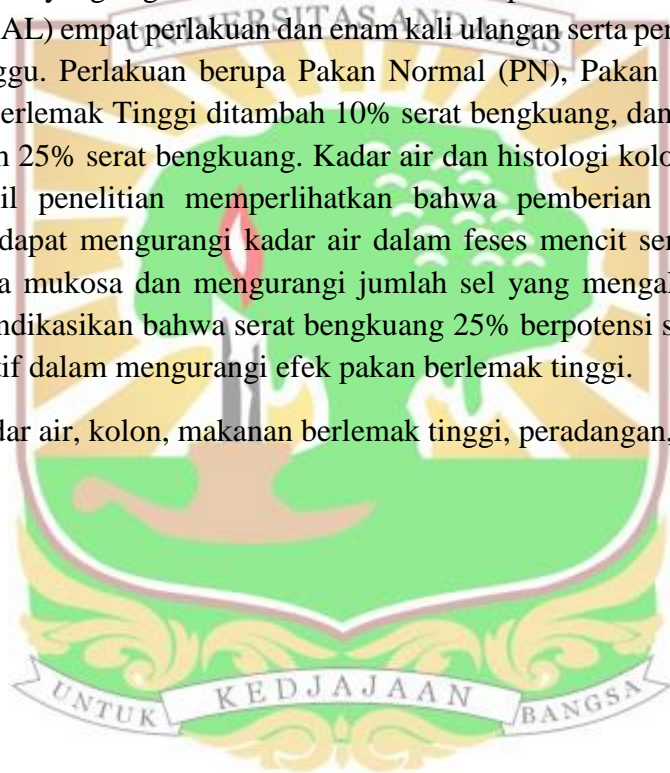 UNIVERSITAS ANDALAS
AL) empat perlakuan dan enam kali ulangan serta per
ggu. Perlakuan berupa Pakan Normal (PN), Pakan
erlemak Tinggi ditambah 10% serat bengkuang, dan
n 25% serat bengkuang. Kadar air dan histologi kolo
il penelitian memperlihatkan bahwa pemberian
dapat mengurangi kadar air dalam feses mencit ser
a mukosa dan mengurangi jumlah sel yang mengal
ndikasikan bahwa serat bengkuang 25% berpotensi s
tif dalam mengurangi efek pakan berlemak tinggi.
dar air, kolon, makanan berlemak tinggi, peradangan,
UNTUK KEDJAJAAN BANGSA